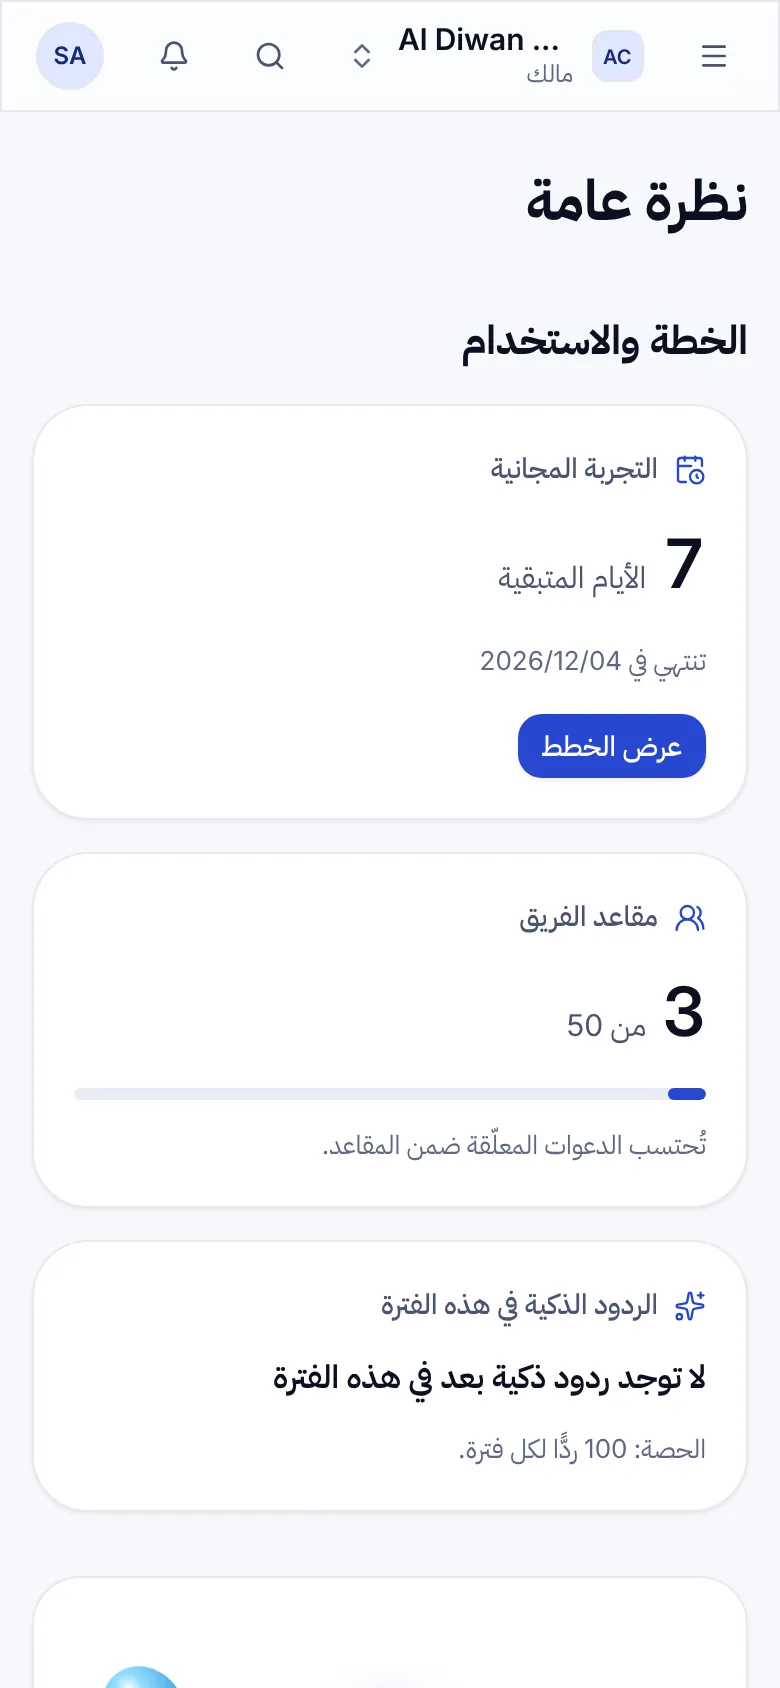 AC
Al Diwan ...
مالك
SA
نظرة عامة
الخطة والاستخدام
التجربة المجانية
7 الأيام المتبقية
تنتهي في 2026/12/04
عرض الخطط
مقاعد الفريق
3 من 50
تُحتسب الدعوات المعلّقة ضمن المقاعد.
الردود الذكية في هذه الفترة
لا توجد ردود ذكية بعد في هذه الفترة
الحصة: 100 ردًّا لكل فترة.